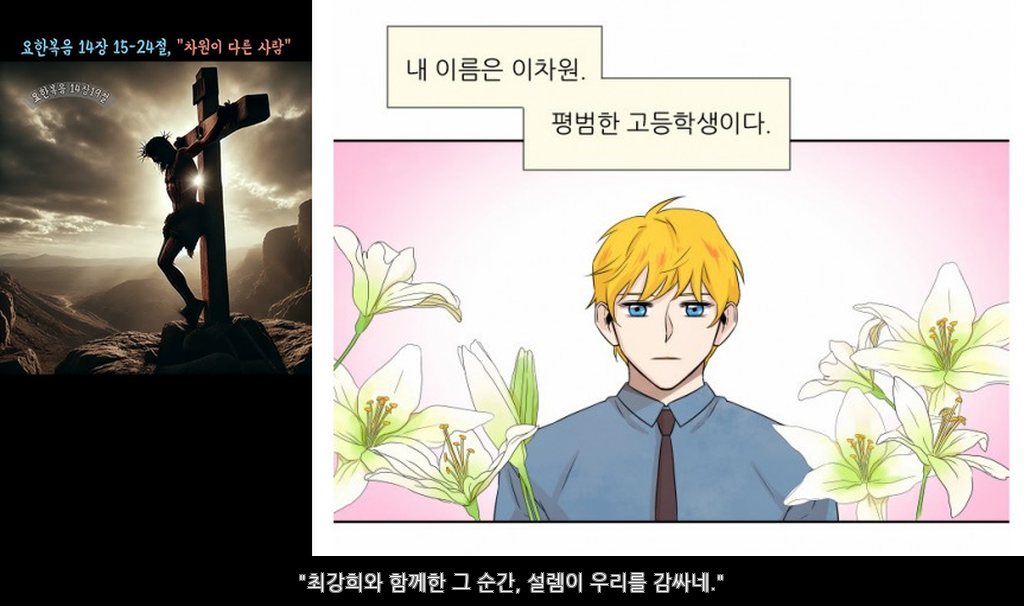 요한복음 14장 15-24절, "차원이 다른 사람"
요한복음 14장19절
내 이름은 이차원.
평범한 고등학생이다.
"최강희와 함께한 그 순간, 설렘이 우리를 감싸네."